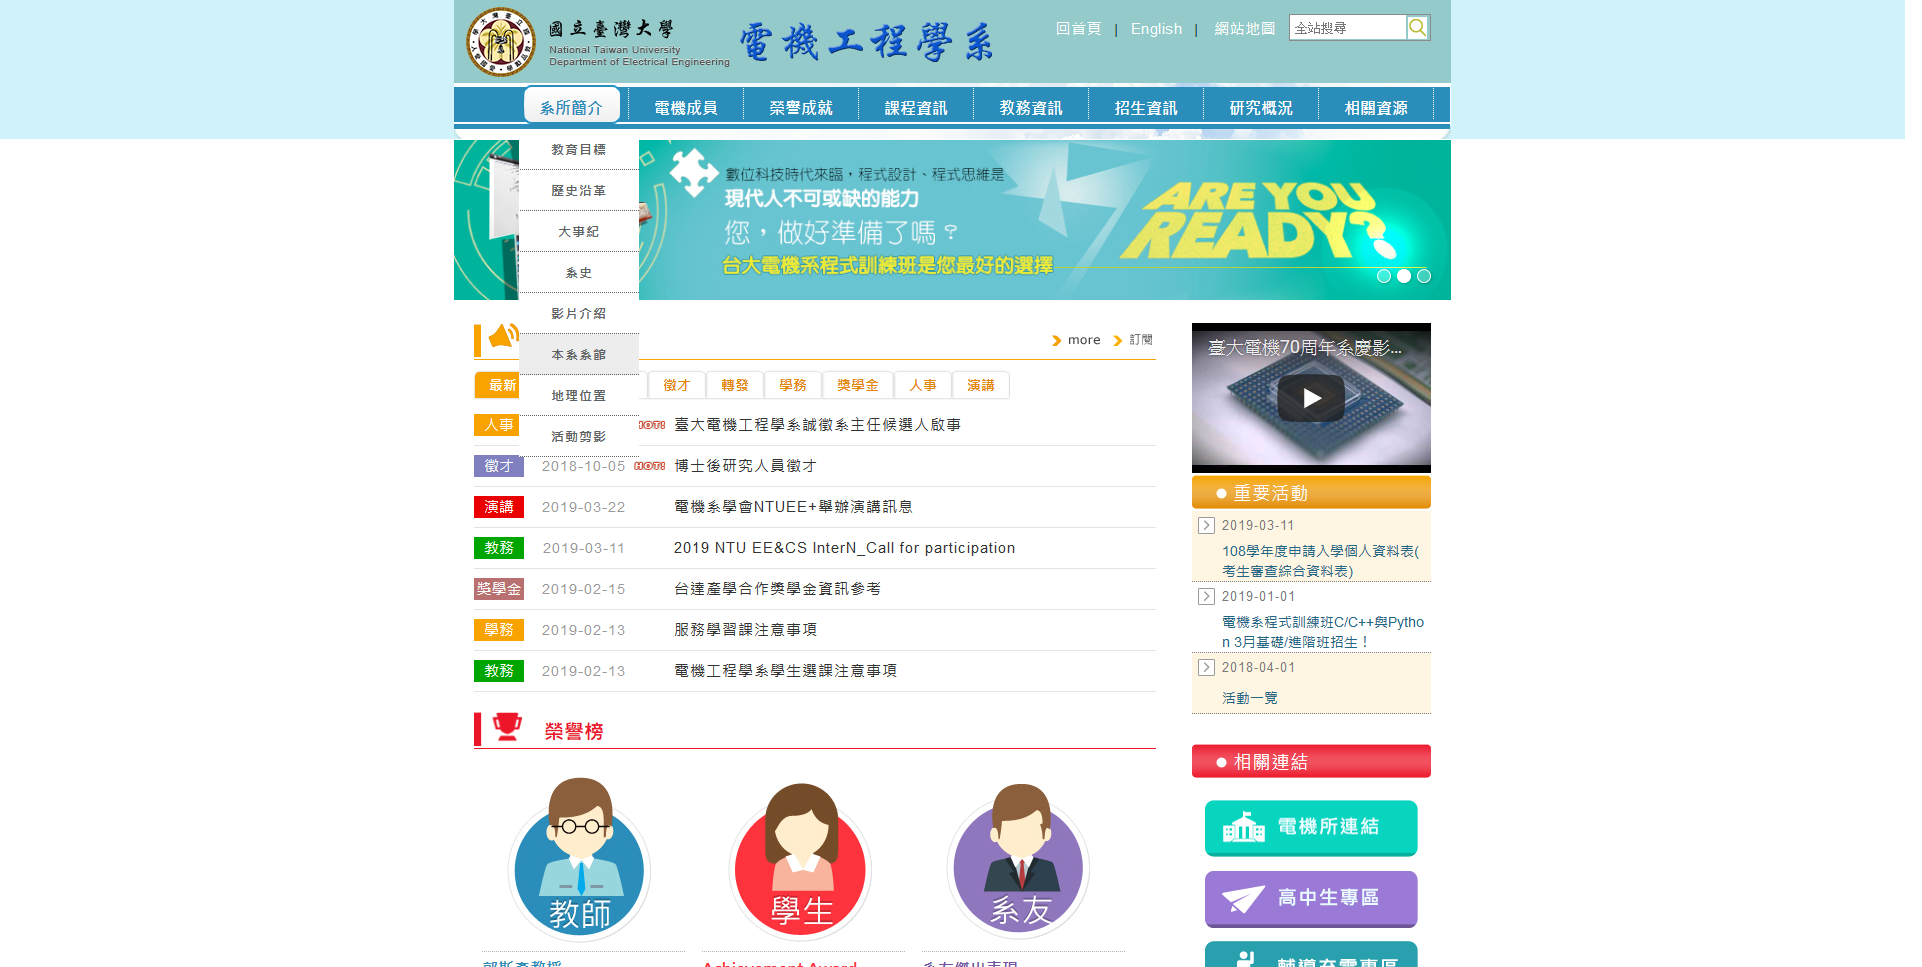 國立臺灣大學
National Taiwan University
Department of Electrical Engineering
電機工程學系
回首頁 | English | 網站地圖
全站搜尋
系所簡介
電機成員
榮譽成就
課程資訊
教務資訊
招生資訊
研究概況
相關資源
教育目標
歷史沿革
大事紀
系史
影片介紹
本系系館
地理位置
活動剪影
數位科技時代來臨，程式設計、程式思維是
現代人不可或缺的能力
您，做好準備了嗎？
台大電機系程式訓練班是您最好的選擇
ARE YOU
READY?
more 訂閱
最新 徵才 轉發 學務 獎學金 人事 演講
人事 HOT! 臺大電機工程學系誠徵系主任候選人啟事
徵才 2018-10-05 HOT! 博士後研究人員徵才
演講 2019-03-22 電機系學會NTUEE+舉辦演講訊息
教務 2019-03-11 2019 NTU EE&CS InterN_Call for participation
獎學金 2019-02-15 台達產學合作獎學金資訊參考
學務 2019-02-13 服務學習課注意事項
教務 2019-02-13 電機工程學系學生選課注意事項
榮譽榜
教師
學生
系友
Achievement Award
系友傑出表現
臺大電機70周年系慶影...
重要活動
2019-03-11
108學年度申請入學個人資料表(
考生審查綜合資料表)
2019-01-01
電機系程式訓練班C/C++與Pytho
n 3月基礎/進階班招生！
2018-04-01
活動一覽
相關連結
電機所連結
高中生專區